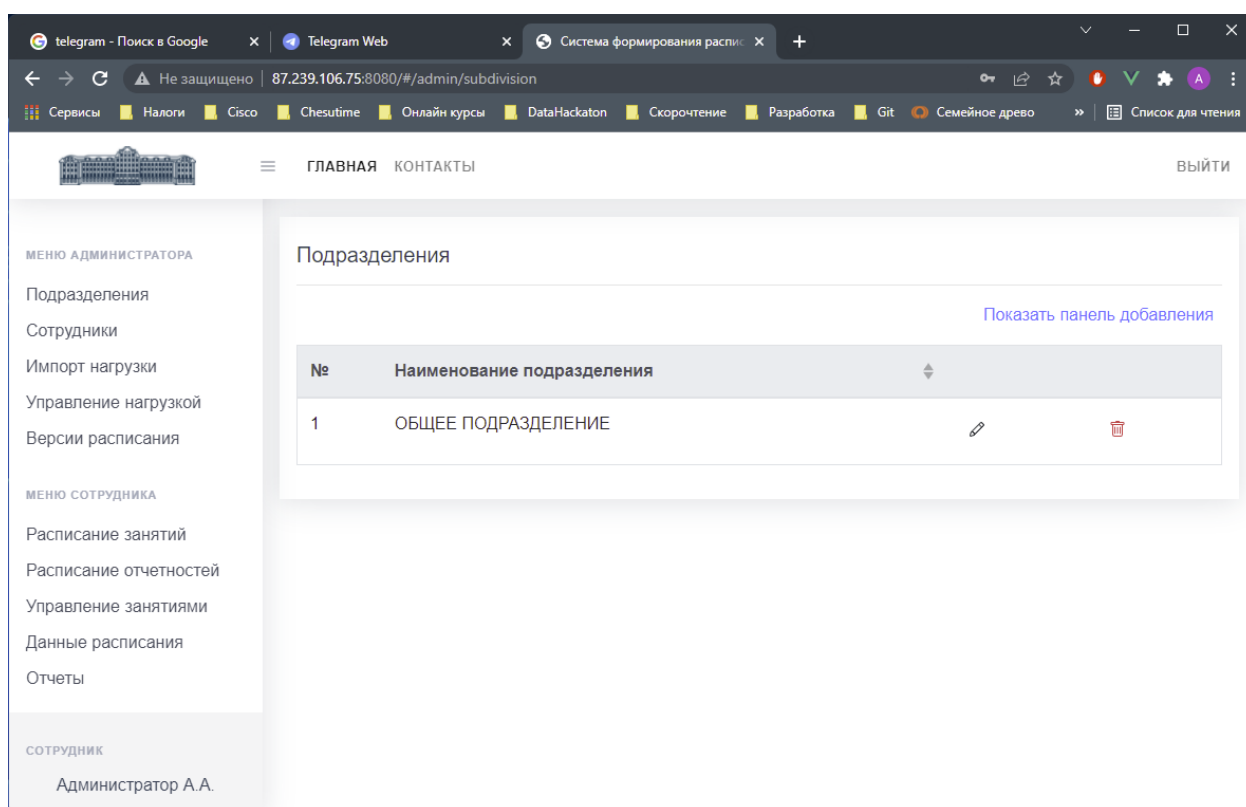 telegram - Поиск в Google
Telegram Web
Система формирования распис
Не защищено
87.239.106.75:8080/#/admin/subdivision
A
Сервисы
Налоги
Cisco
Chesutime
Онлайн курсы
DataHackaton
Скорочтение
Разработка
Git
Семейное древо
»
Список для чтения
ГЛАВНАЯ
КОНТАКТЫ
ВЫЙТИ
МЕНЮ АДМИНИСТРАТОРА
Подразделения
Сотрудники
Импорт нагрузки
Управление нагрузкой
Версии расписания
МЕНЮ СОТРУДНИКА
Расписание занятий
Расписание отчетностей
Управление занятиями
Данные расписания
Отчеты
СОТРУДНИК
Администратор А.А.
Подразделения
Показать панель добавления
№ Наименование подразделения
1 ОБЩЕЕ ПОДРАЗДЕЛЕНИЕ